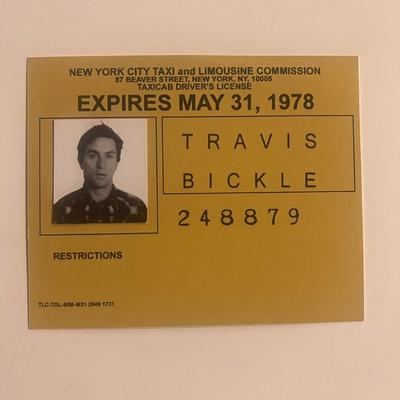 NEW YORK CITY TAXI and LIMOUSINE COMMISSION
87 BEAVER STREET, NEW YORK, NY, 10005
TAXICAB DRIVER'S LICENSE
EXPIRES MAY 31, 1978
TRAVIS
BICKLE
248879
RESTRICTIONS
TLC-TDL-90M-M31 2049 1731